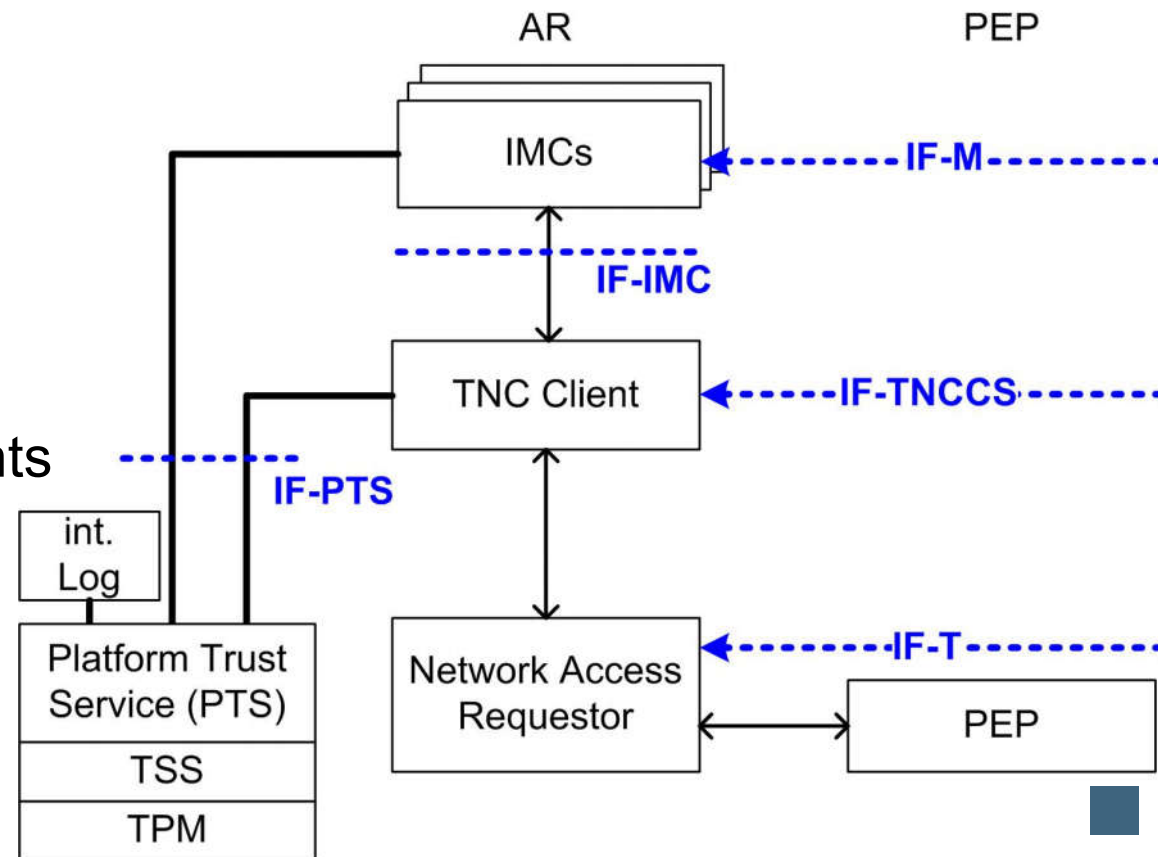 AR
PEP
IMCs
IF-M
IF-IMC
TNC Client
IF-TNCCS
nts
IF-PTS
int.
Log
Platform Trust
Service (PTS)
TSS
TPM
Network Access
Requestor
IF-T
PEP